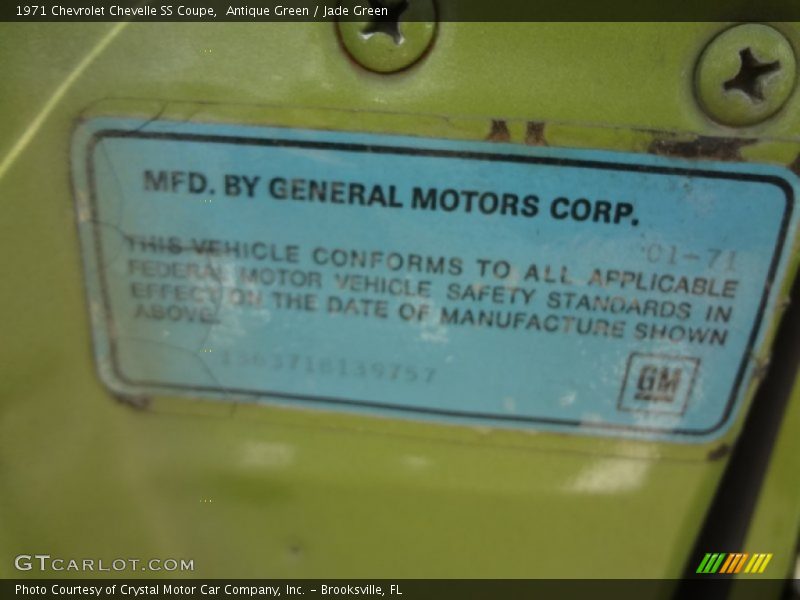 1971 Chevrolet Chevelle SS Coupe,  Antique Green / Jade Green
MFD. BY GENERAL MOTORS CORP.
01-71
THIS VEHICLE CONFORMS TO ALL APPLICABLE
FEDERAL MOTOR VEHICLE SAFETY STANDARDS IN
EFFECT ON THE DATE OF MANUFACTURE SHOWN
ABOVE.
GM
GTCARLOT.COM
Photo Courtesy of Crystal Motor Car Company, Inc. – Brooksville, FL